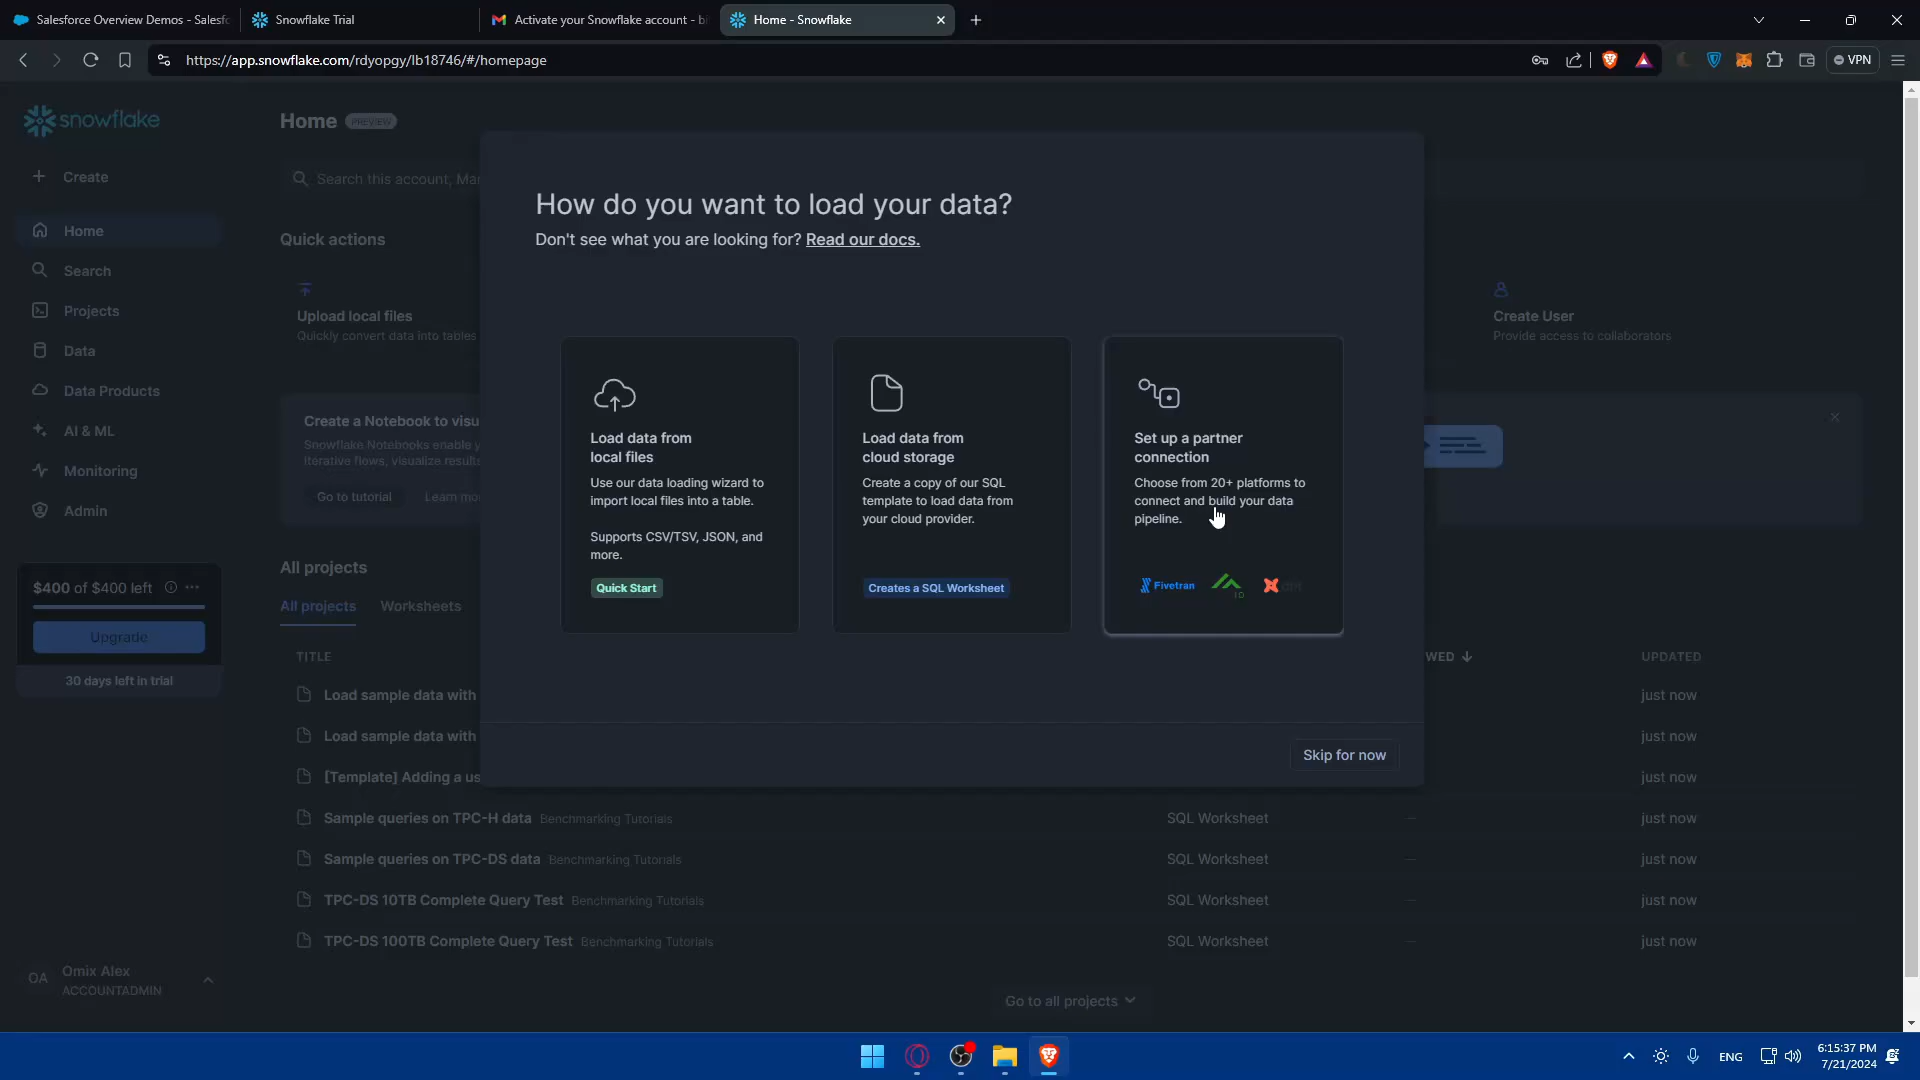 Salesforce Overview Demos - Salesfc
Snowflake Trial
Activate your Snowflake account - bi
Home - Snowflake
https://app.snowflake.com/rdyopgy/lb18746/#/homepage
VPN
snowflake
Home PREVIEW
Create
Search this account, Mar
Home
Search
Projects
Data
Data Products
AI & ML
Monitoring
Admin
$400 of $400 left
Upgrade
30 days left in trial
OA
Omix Alex
ACCOUNTADMIN
Quick actions
Upload local files
Quickly convert data into tables
Create User
Provide access to collaborators
Create a Notebook to visu
Snowflake Notebooks enable y
iterative flows, visualize results
Go to tutorial
Learn mo
How do you want to load your data?
Don't see what you are looking for? Read our docs.
Load data from
local files
Use our data loading wizard to
import local files into a table.
Supports CSV/TSV, JSON, and
more.
Quick Start
Load data from
cloud storage
Create a copy of our SQL
template to load data from
your cloud provider.
Creates a SQL Worksheet
Set up a partner
connection
Choose from 20+ platforms to
connect and build your data
pipeline.
Fivetran
Skip for now
All projects
All projects
Worksheets
TITLE
WED
UPDATED
Load sample data with
just now
Load sample data with
just now
[Template] Adding a us
just now
Sample queries on TPC-H data Benchmarking Tutorials
SQL Worksheet
—
just now
Sample queries on TPC-DS data Benchmarking Tutorials
SQL Worksheet
—
just now
TPC-DS 10TB Complete Query Test Benchmarking Tutorials
SQL Worksheet
—
just now
TPC-DS 100TB Complete Query Test Benchmarking Tutorials
SQL Worksheet
—
just now
Go to all projects
ENG
6:15:37 PM
7/21/2024